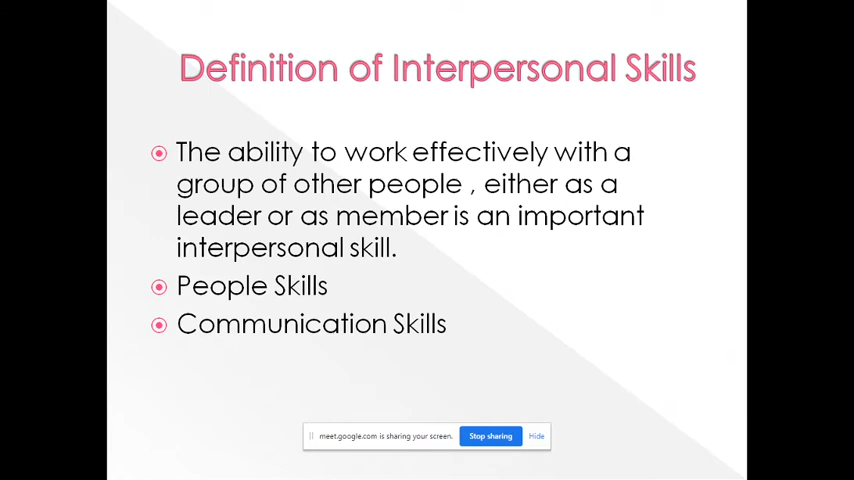 Definition of Interpersonal Skills
The ability to work effectively with a
group of other people , either as a
leader or as member is an important
interpersonal skill.
People Skills
Communication Skills
meet.google.com is sharing your screen. Stop sharing Hide